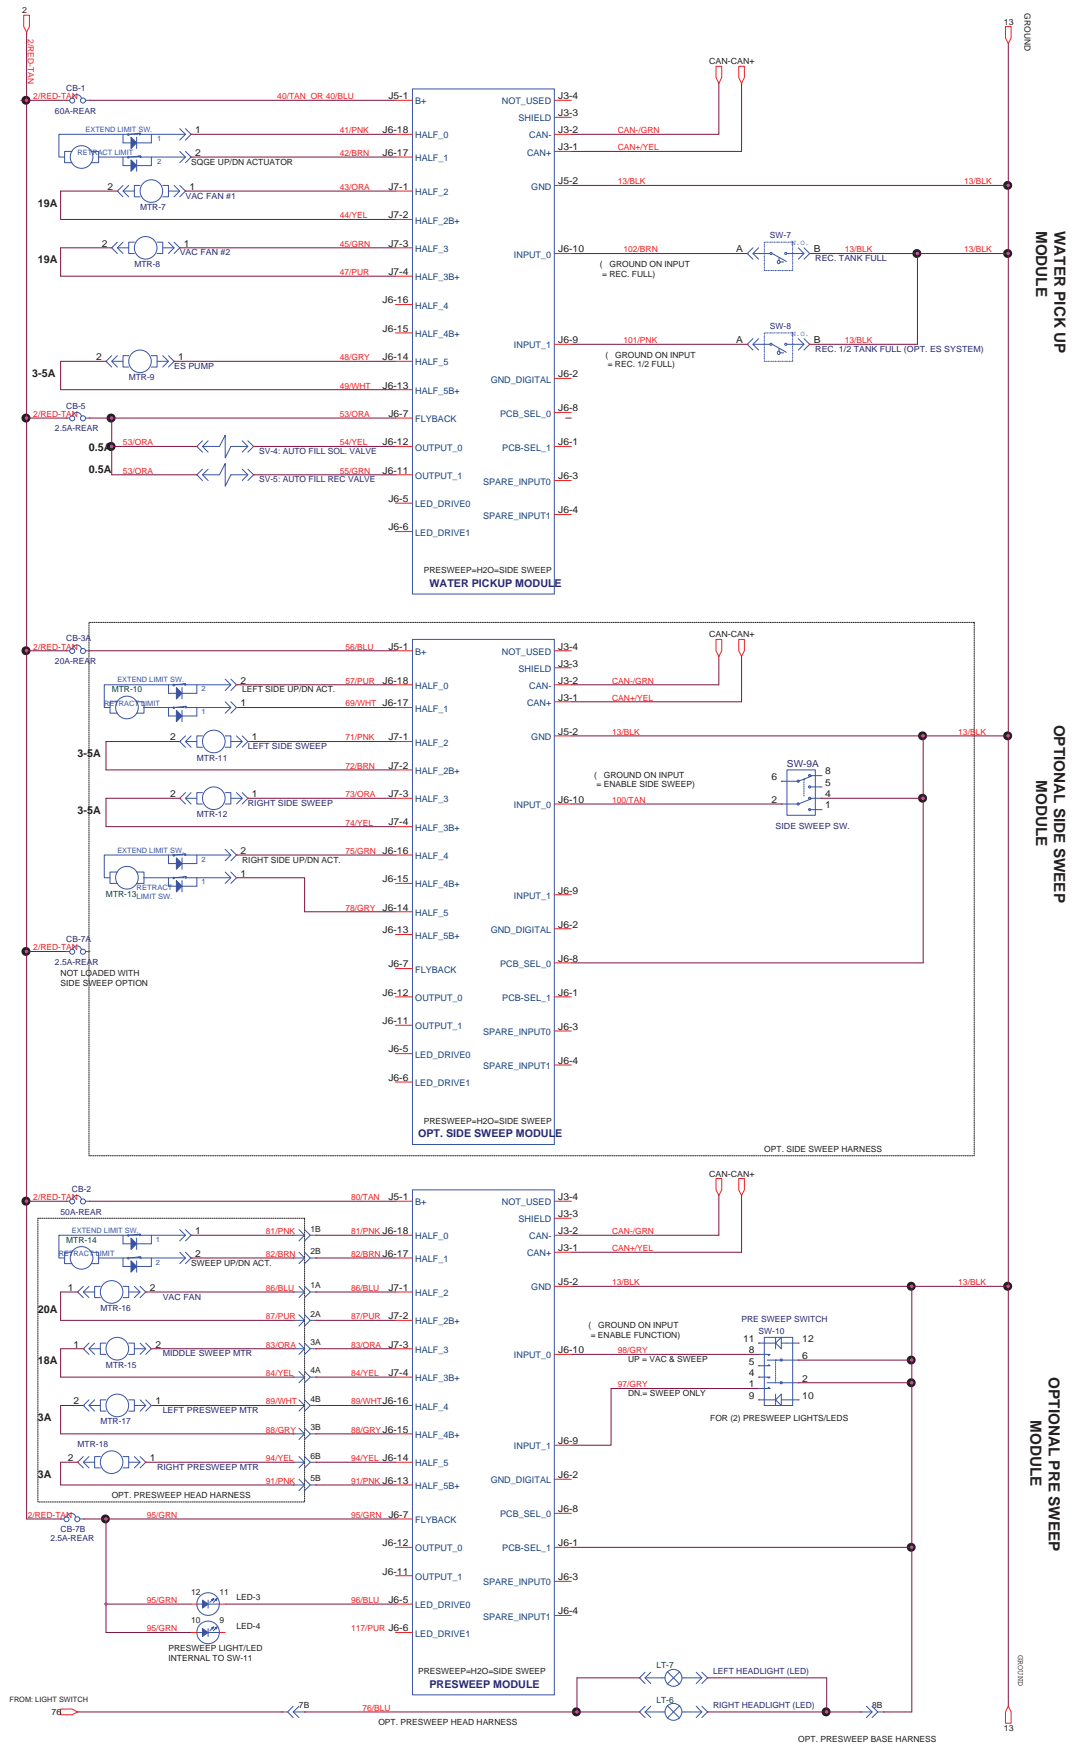 2
13
GROUND
2/RED-TAN
CAN-CAN+
CB-1
2/RED-TAN
60A-REAR
40/TAN OR 40/BLU
J5-1
B+
NOT_USED
J3-4
SHIELD
J3-3
EXTEND LIMIT SW.
1
1
41/PNK
J6-18
HALF_0
CAN-
J3-2
CAN-/GRN
RETRACT LIMIT
2
2
SQGE UP/DN ACTUATOR
42/BRN
J6-17
HALF_1
CAN+
J3-1
CAN+/YEL
19A
2
MTR-7
1
VAC FAN #1
43/ORA
J7-1
HALF_2
GND
J5-2
13/BLK
13/BLK
44/YEL
J7-2
HALF_2B+
19A
2
MTR-8
1
VAC FAN #2
45/GRN
J7-3
HALF_3
INPUT_0
J6-10
102/BRN
( GROUND ON INPUT
= REC. FULL)
A
SW-7
N.O.
B
13/BLK
REC. TANK FULL
13/BLK
47/PUR
J7-4
HALF_3B+
J6-16
HALF_4
J6-15
HALF_4B+
INPUT_1
J6-9
101/PNK
( GROUND ON INPUT
= REC. 1/2 FULL)
A
SW-8
N.O.
B
13/BLK
REC. 1/2 TANK FULL (OPT. ES SYSTEM)
3-5A
2
MTR-9
1
ES PUMP
48/GRY
J6-14
HALF_5
GND_DIGITAL
J6-2
49/WHT
J6-13
HALF_5B+
CB-5
2/RED-TAN
2.5A-REAR
53/ORA
J6-7
FLYBACK
PCB_SEL_0
J6-8
0.5A
53/ORA
54/YEL
SV-4: AUTO FILL SOL. VALVE
J6-12
OUTPUT_0
PCB-SEL_1
J6-1
0.5A
53/ORA
55/GRN
SV-5: AUTO FILL REC VALVE
J6-11
OUTPUT_1
SPARE_INPUT0
J6-3
J6-5
LED_DRIVE0
SPARE_INPUT1
J6-4
J6-6
LED_DRIVE1
PRESWEEP=H2O=SIDE SWEEP
WATER PICKUP MODULE
WATER PICK UP
MODULE
CAN-CAN+
CB-3A
2/RED-TAN
20A-REAR
56/BLU
J5-1
B+
NOT_USED
J3-4
SHIELD
J3-3
EXTEND LIMIT SW.
MTR-10
2
2
LEFT SIDE UP/DN ACT.
57/PUR
J6-18
HALF_0
CAN-
J3-2
CAN-/GRN
RETRACT LIMIT
1
1
69/WHT
J6-17
HALF_1
CAN+
J3-1
CAN+/YEL
3-5A
2
MTR-11
1
LEFT SIDE SWEEP
71/PNK
J7-1
HALF_2
GND
J5-2
13/BLK
13/BLK
72/BRN
J7-2
HALF_2B+
3-5A
2
MTR-12
1
RIGHT SIDE SWEEP
73/ORA
J7-3
HALF_3
INPUT_0
J6-10
( GROUND ON INPUT
= ENABLE SIDE SWEEP)
100/TAN
SW-9A
6
8
5
4
2
1
SIDE SWEEP SW.
74/YEL
J7-4
HALF_3B+
EXTEND LIMIT SW.
2
2
RIGHT SIDE UP/DN ACT.
75/GRN
J6-16
HALF_4
MTR-13
RETRACT
LIMIT SW.
1
1
J6-15
HALF_4B+
INPUT_1
J6-9
78/GRY
J6-14
HALF_5
GND_DIGITAL
J6-2
J6-13
HALF_5B+
CB-7A
2/RED-TAN
2.5A-REAR
NOT LOADED WITH
SIDE SWEEP OPTION
J6-7
FLYBACK
PCB_SEL_0
J6-8
J6-12
OUTPUT_0
PCB-SEL_1
J6-1
J6-11
OUTPUT_1
SPARE_INPUT0
J6-3
J6-5
LED_DRIVE0
SPARE_INPUT1
J6-4
J6-6
LED_DRIVE1
PRESWEEP=H2O=SIDE SWEEP
OPT. SIDE SWEEP MODULE
OPT. SIDE SWEEP HARNESS
OPTIONAL SIDE SWEEP
MODULE
CAN-CAN+
CB-2
2/RED-TAN
50A-REAR
80/TAN
J5-1
B+
NOT_USED
J3-4
SHIELD
J3-3
EXTEND LIMIT SW.
MTR-14
1
1
81/PNK
1B
81/PNK
J6-18
HALF_0
CAN-
J3-2
CAN-/GRN
RETRACT LIMIT
2
2
SWEEP UP/DN ACT.
82/BRN
2B
82/BRN
J6-17
HALF_1
CAN+
J3-1
CAN+/YEL
20A
1
MTR-16
2
VAC FAN
86/BLU
1A
86/BLU
J7-1
HALF_2
GND
J5-2
13/BLK
13/BLK
87/PUR
2A
87/PUR
J7-2
HALF_2B+
18A
1
MTR-15
2
MIDDLE SWEEP MTR
83/ORA
3A
83/ORA
J7-3
HALF_3
INPUT_0
J6-10
( GROUND ON INPUT
= ENABLE FUNCTION)
98/GRY
UP = VAC & SWEEP
PRE SWEEP SWITCH
SW-10
11
12
8
6
5
4
2
1
9
10
FOR (2) PRESWEEP LIGHTS/LEDS
84/YEL
4A
84/YEL
J7-4
HALF_3B+
97/GRY
DN.= SWEEP ONLY
3A
2
MTR-17
1
LEFT PRESWEEP MTR
89/WHT
4B
89/WHT
J6-16
HALF_4
88/GRY
3B
88/GRY
J6-15
HALF_4B+
INPUT_1
J6-9
3A
MTR-18
2
1
RIGHT PRESWEEP MTR
94/YEL
6B
94/YEL
J6-14
HALF_5
GND_DIGITAL
J6-2
91/PNK
5B
91/PNK
J6-13
HALF_5B+
OPT. PRESWEEP HEAD HARNESS
2/RED-TAN
CB-7B
2.5A-REAR
95/GRN
95/GRN
J6-7
FLYBACK
PCB_SEL_0
J6-8
J6-12
OUTPUT_0
PCB-SEL_1
J6-1
J6-11
OUTPUT_1
SPARE_INPUT0
J6-3
95/GRN
12
11
LED-3
96/BLU
J6-5
LED_DRIVE0
SPARE_INPUT1
J6-4
95/GRN
10
9
LED-4
117/PUR
J6-6
LED_DRIVE1
PRESWEEP LIGHT/LED
INTERNAL TO SW-11
PRESWEEP=H2O=SIDE SWEEP
PRESWEEP MODULE
OPTIONAL PRE SWEEP
MODULE
LT-7
LEFT HEADLIGHT (LED)
GROUND
FROM: LIGHT SWITCH
76
7B
76/BLU
LT-6
RIGHT HEADLIGHT (LED)
8B
OPT. PRESWEEP HEAD HARNESS
13
OPT. PRESWEEP BASE HARNESS